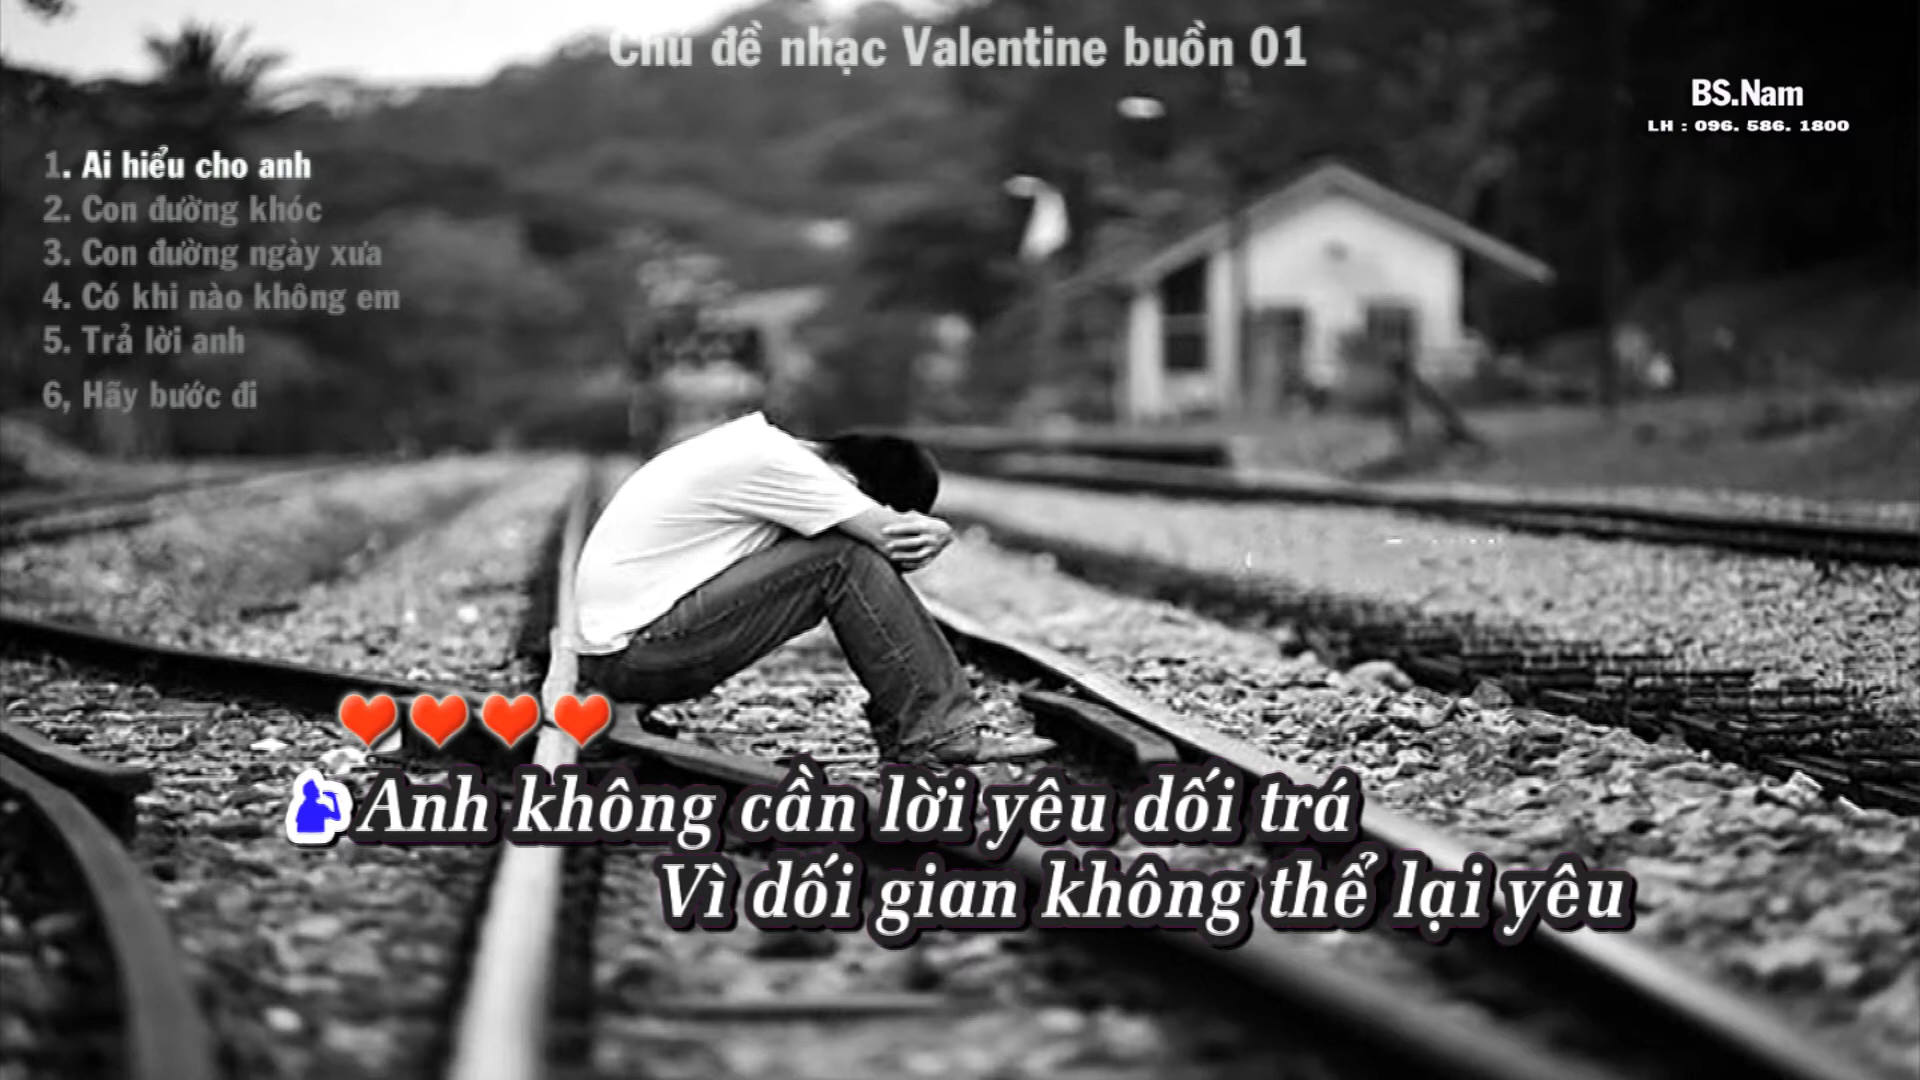 Chủ đề nhạc Valentine buồn 01
BS.Nam
LH : 096. 586. 1800
1. Ai hiểu cho anh
2. Con đường khóc
3. Con đường ngày xưa
4. Có khi nào không em
5. Trả lời anh
6, Hãy bước đi
Anh không cần lời yêu dối trá
Vì dối gian không thể lại yêu